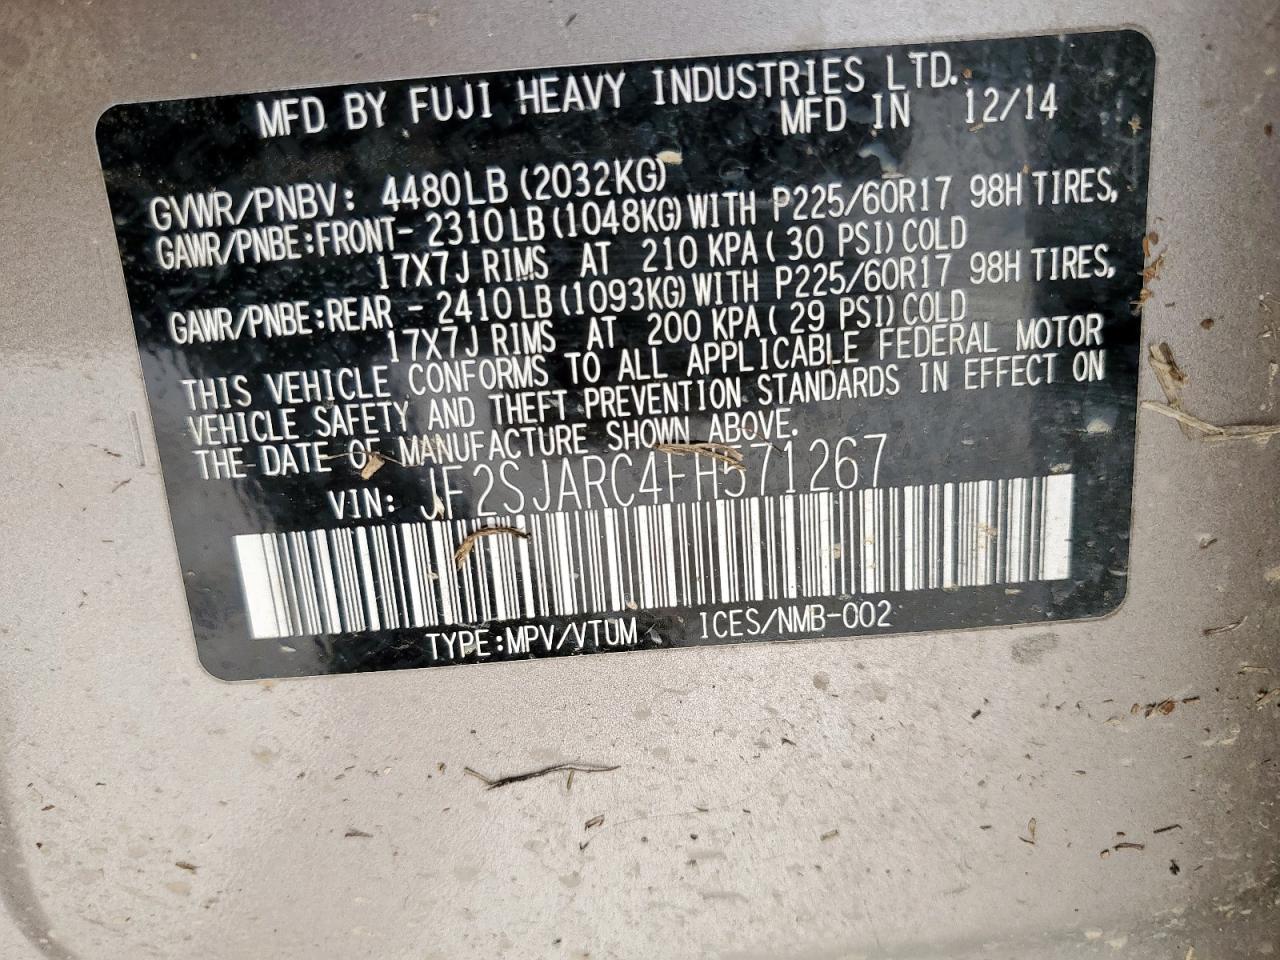 MFD BY FUJI HEAVY INDUSTRIES LTD.
MFD IN 12/14
GVWR/PNBV: 4480LB (2032KG)
GAWR/PNBE:FRONT- 2310LB (1048KG) WITH P225/60R17 98H TIRES,
17X7J RIMS AT 210 KPA ( 30 PSI) COLD
GAWR/PNBE:REAR - 2410LB (1093KG) WITH P225/60R17 98H TIRES,
17X7J RIMS AT 200 KPA ( 29 PSI) COLD
THIS VEHICLE CONFORMS TO ALL APPLICABLE FEDERAL MOTOR
VEHICLE SAFETY AND THEFT PREVENTION STANDARDS IN EFFECT ON
THE DATE OF MANUFACTURE SHOWN ABOVE.
VIN: JF2SJARC4FH571267
TYPE:MPV/VTUM ICES/NMB-002